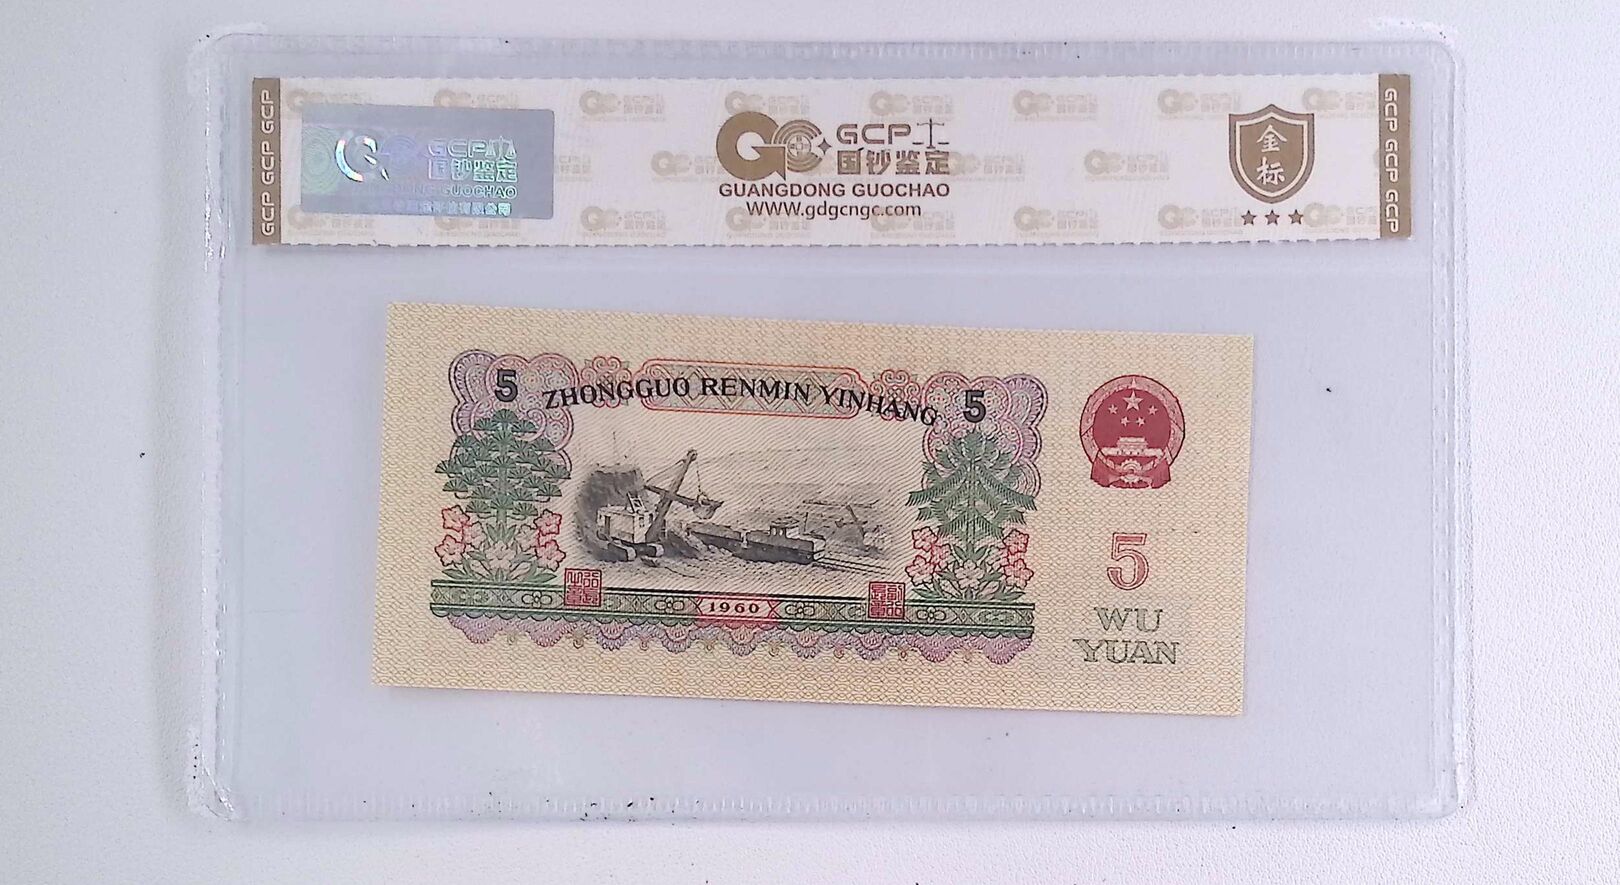 GCP GCP GCP
GCP
国钞鉴定
GUANGDONG GUOCHAO
WWW.gdgcngc.com
GCP
国钞鉴定
GUOCHAO
金
标
GCP GCP GCP
5 ZHONGGUO RENMIN YINHANG 5
1960
5
WU
YUAN